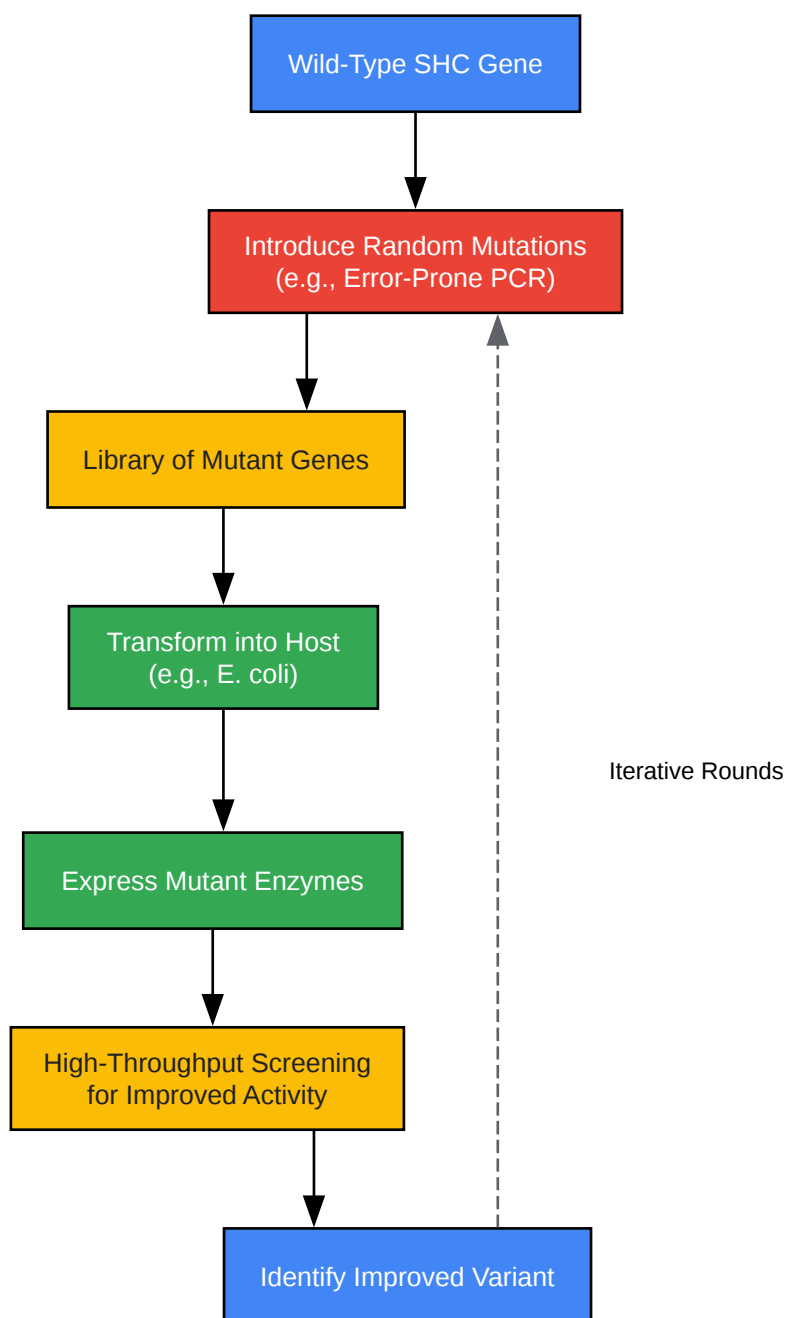 Wild-Type SHC Gene
Introduce Random Mutations
(e.g., Error-Prone PCR)
Library of Mutant Genes
Transform into Host
(e.g., E. coli)
Iterative Rounds
Express Mutant Enzymes
High-Throughput Screening
for Improved Activity
Identify Improved Variant